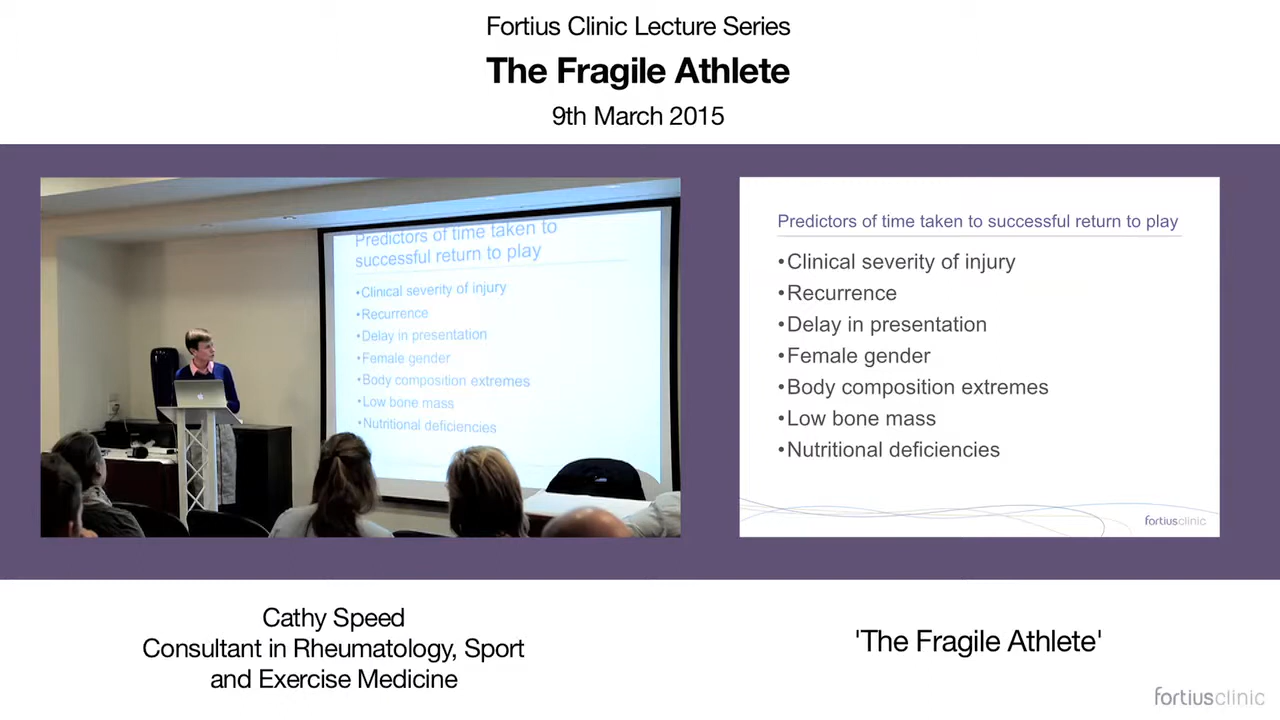 Fortius Clinic Lecture Series
The Fragile Athlete
9th March 2015
Predictors of time taken to
successful return to play
•Clinical severity of injury
•Recurrence
•Delay in presentation
•Female gender
•Body composition extremes
•Low bone mass
•Nutritional deficiencies
Predictors of time taken to successful return to play
•Clinical severity of injury
•Recurrence
•Delay in presentation
•Female gender
•Body composition extremes
•Low bone mass
•Nutritional deficiencies
fortiusclinic
Cathy Speed
Consultant in Rheumatology, Sport
and Exercise Medicine
'The Fragile Athlete'
fortiusclinic